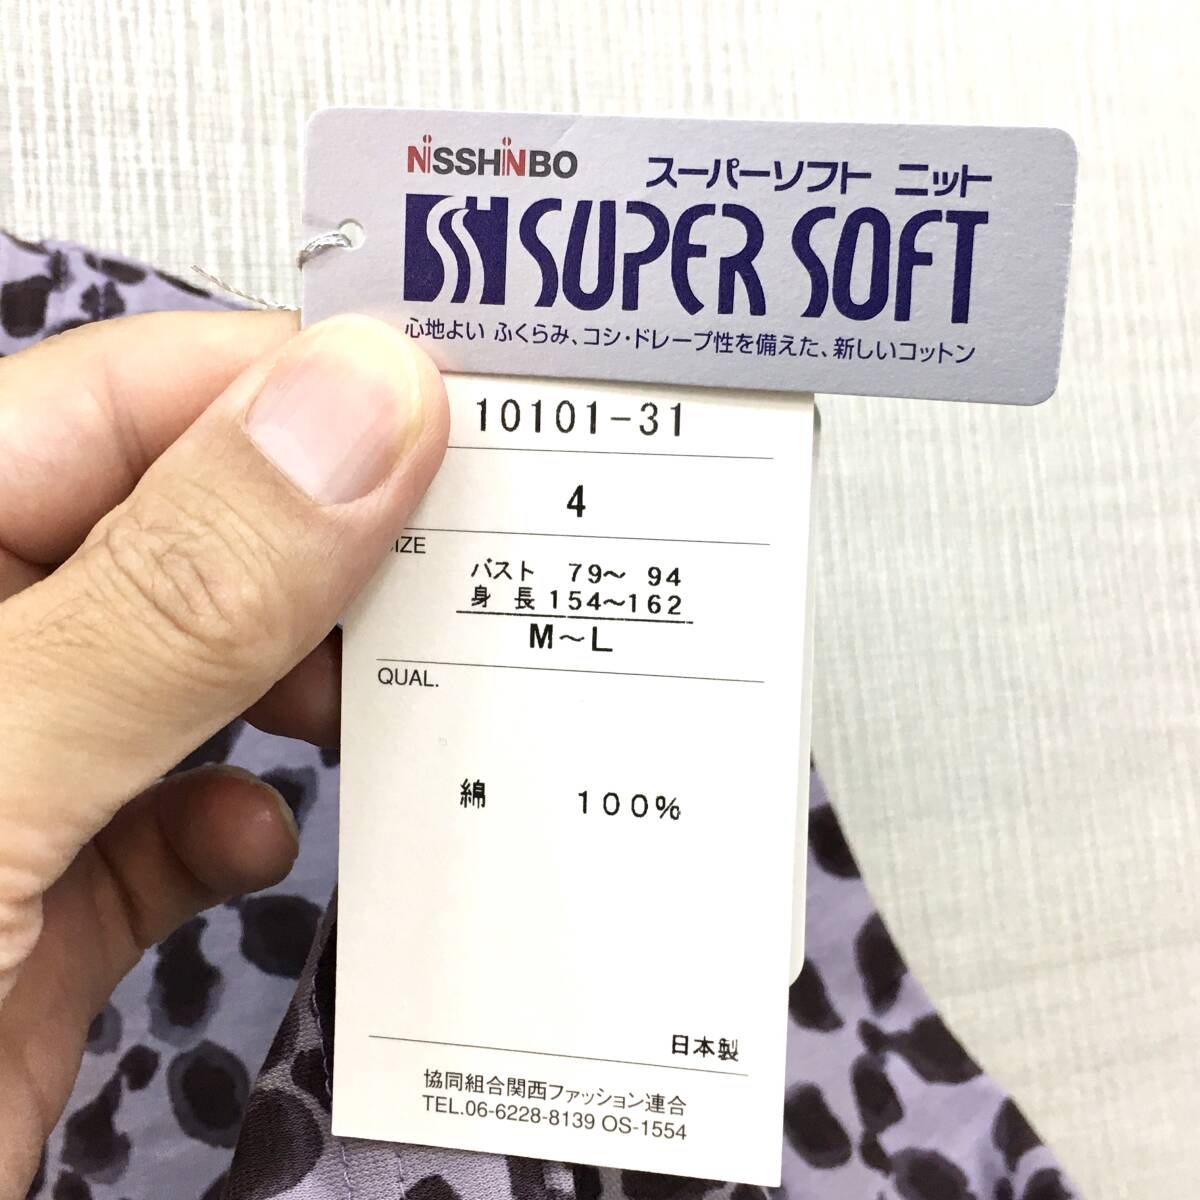 NISSHINBO
スーパーソフト ニット
SUPER SOFT
心地よい ふくらみ、コシ・ドレープ性を備えた、新しいコットン
10101-31
4
バスト 79～ 94
身 長 154～162
M～L
QUAL.
綿 100%
日本製
協同組合関西ファッション連合
TEL.06-6228-8139 OS-1554